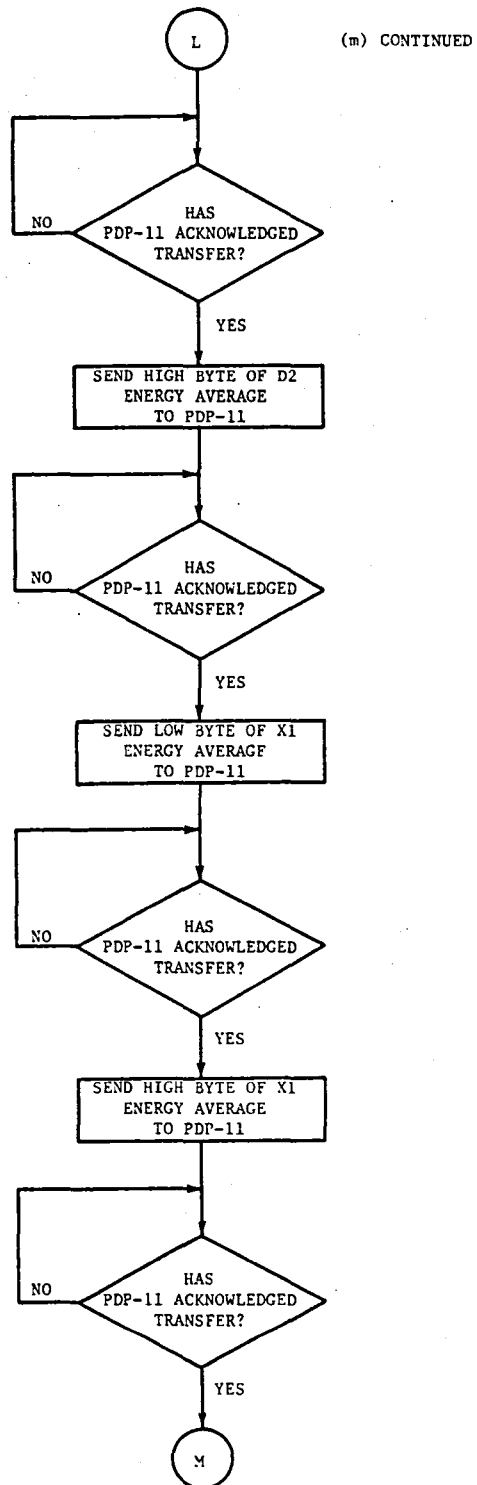 L
(m) CONTINUED
HAS
PDP-11 ACKNOWLEDGED
TRANSFER?
NO
YES
SEND HIGH BYTE OF D2
ENERGY AVERAGE
TO PDP-11
HAS
PDP-11 ACKNOWLEDGED
TRANSFER?
NO
YES
SEND LOW BYTE OF X1
ENERGY AVERAGE
TO PDP-11
HAS
PDP-11 ACKNOWLEDGED
TRANSFER?
NO
YES
SEND HIGH BYTE OF X1
ENERGY AVERAGE
TO PDP-11
HAS
PDP-11 ACKNOWLEDGED
TRANSFER?
NO
YES
M